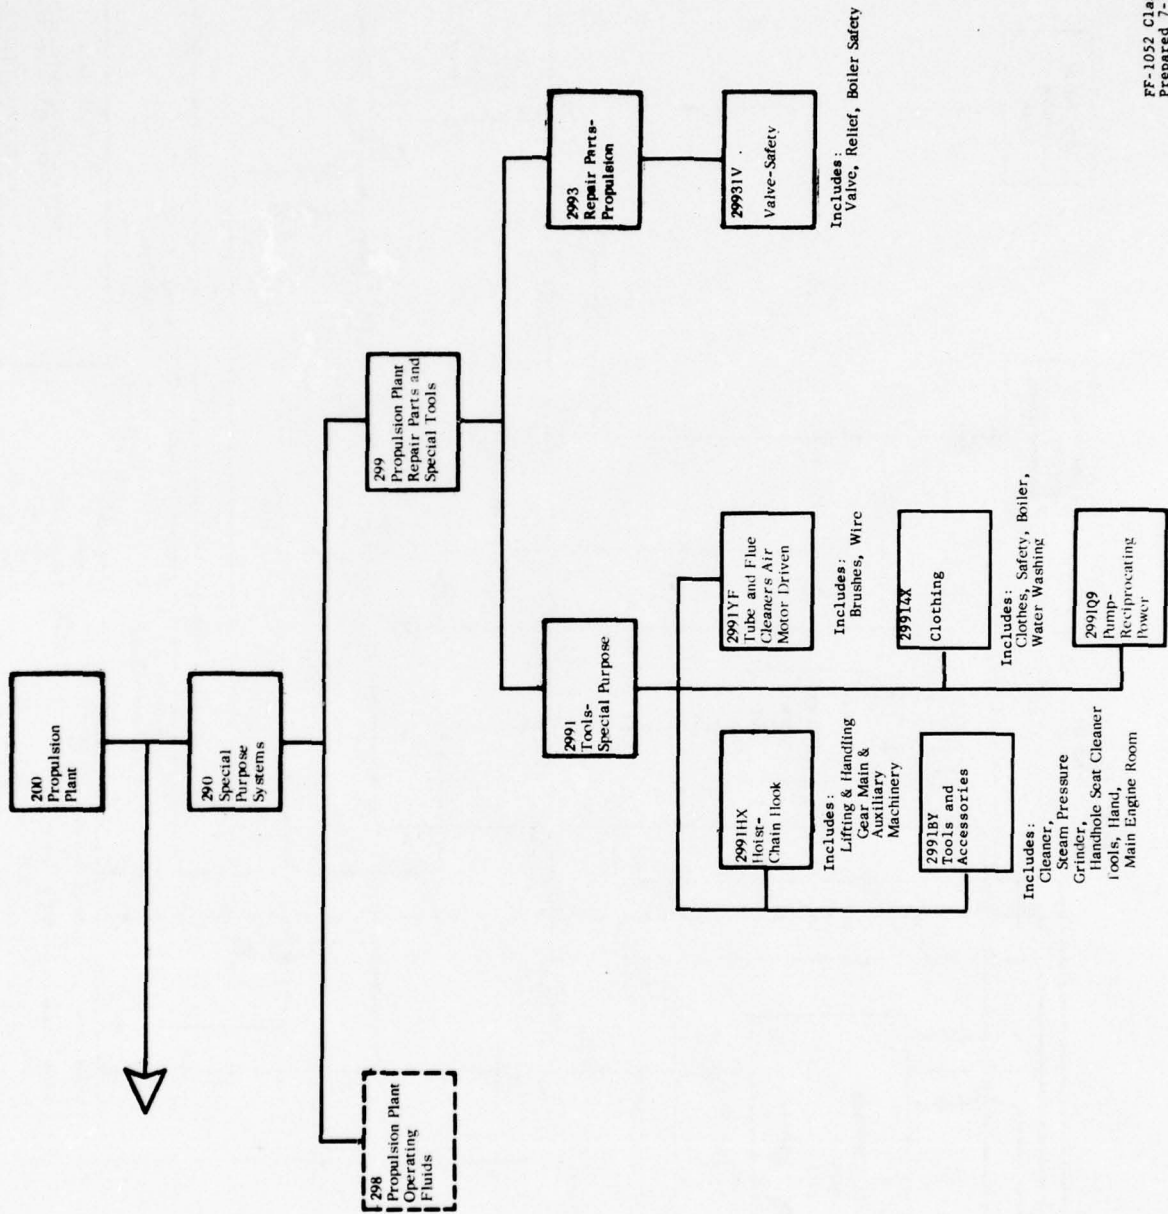 200
Propulsion
Plant
290
Special
Purpose
Systems
298
Propulsion Plant
Operating
Fluids
299
Propulsion Plant
Repair Parts and
Special Tools
2991
Tools-
Special Purpose
2993
Repair Parts-
Propulsion
2991HX
Hoist-
Chain Hook
Includes:
Lifting & Handling
Gear Main &
Auxiliary
Machinery
2991YF
Tube and Flue
Cleaners Air
Motor Driven
Includes:
Brushes, Wire
29931V
Valve-Safety
Includes:
Valve, Relief, Boiler Safety
2991BY
Tools and
Accessories
Includes:
Cleaner,
Steam Pressure
Grinder,
Handhole Seat Cleaner
Tools, Hand,
Main Engine Room
29914X
Clothing
Includes:
Clothes, Safety, Boiler,
Water Washing
2991Q9
Pump-
Reciprocating
Power
FF-1052 Cla
Prepared 7-